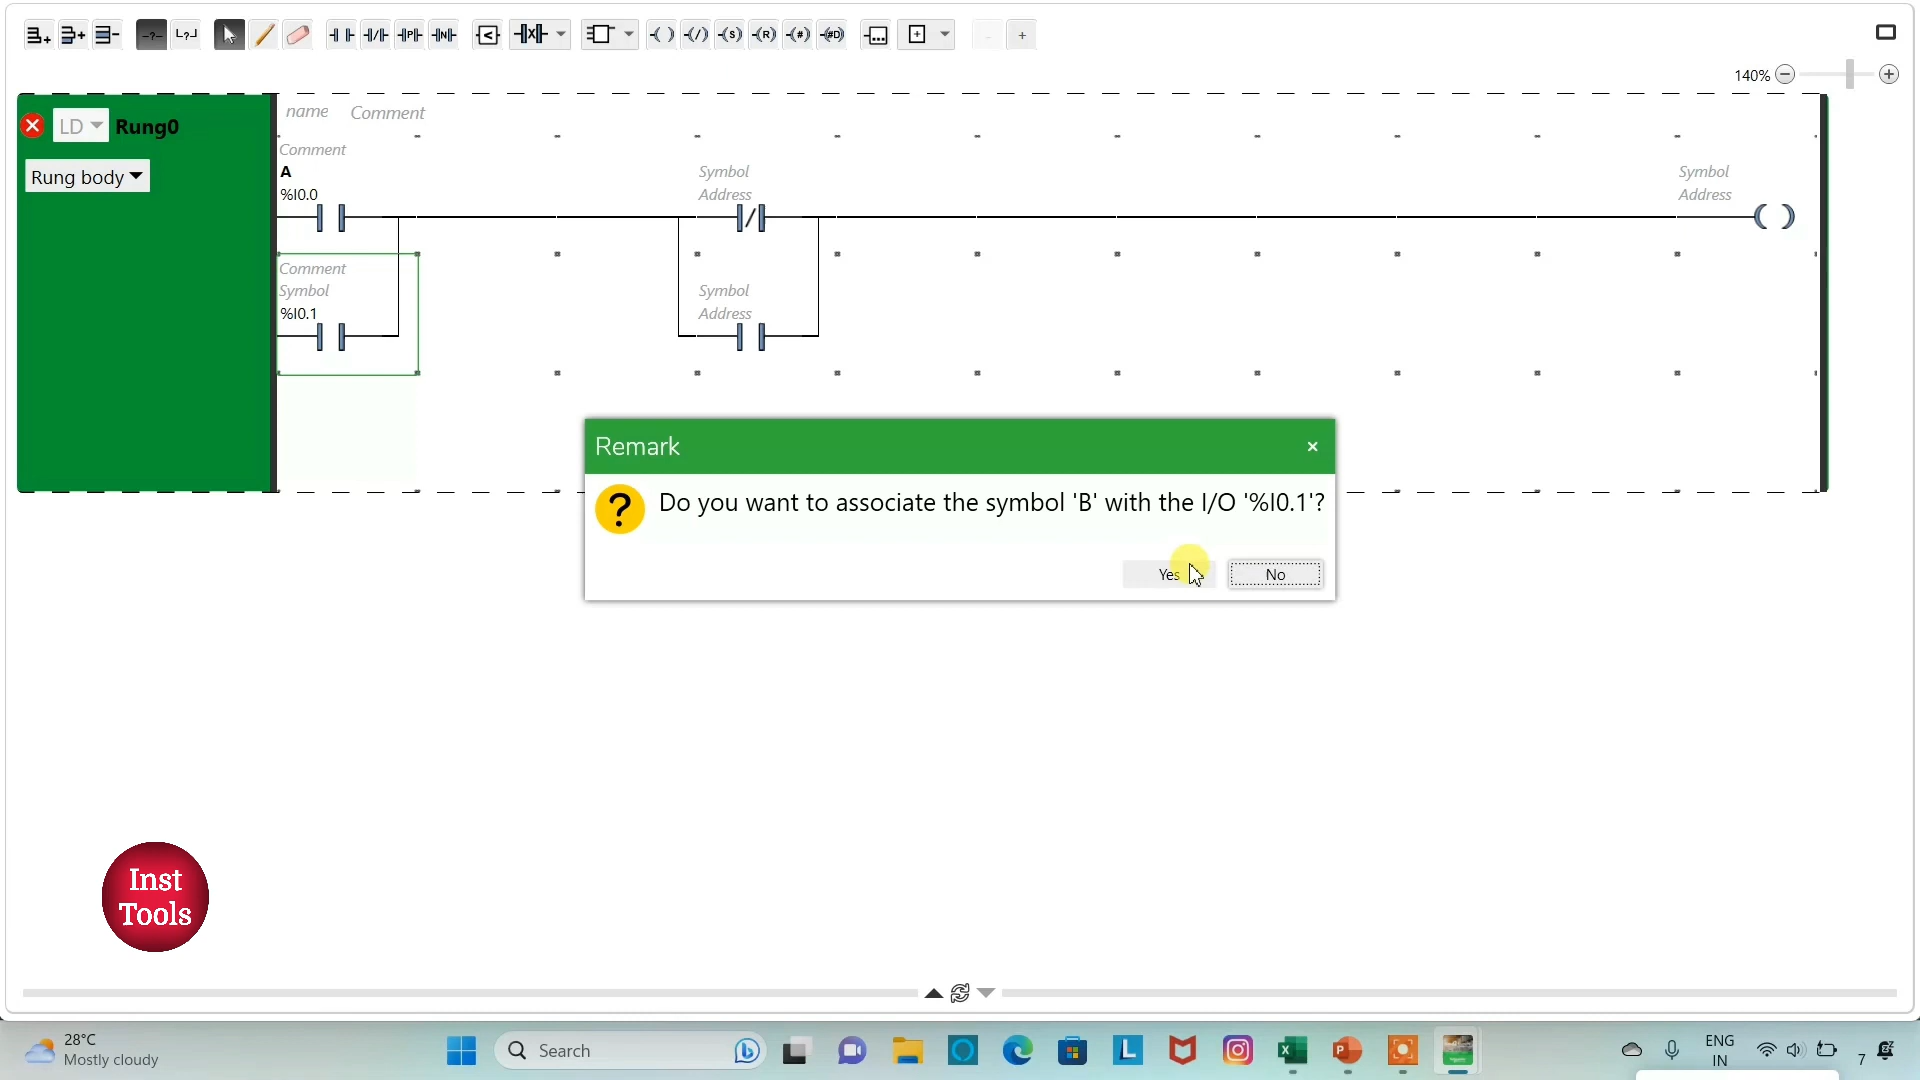 140%
LD
Rung0
name Comment
Rung body
Comment
A
%I0.0
Symbol
Address
Symbol
Address
Comment
Symbol
%I0.1
Symbol
Address
Remark
Do you want to associate the symbol 'B' with the I/O '%I0.1'?
Yes
No
Inst
Tools
28°C
Mostly cloudy
Search
ENG
IN
7